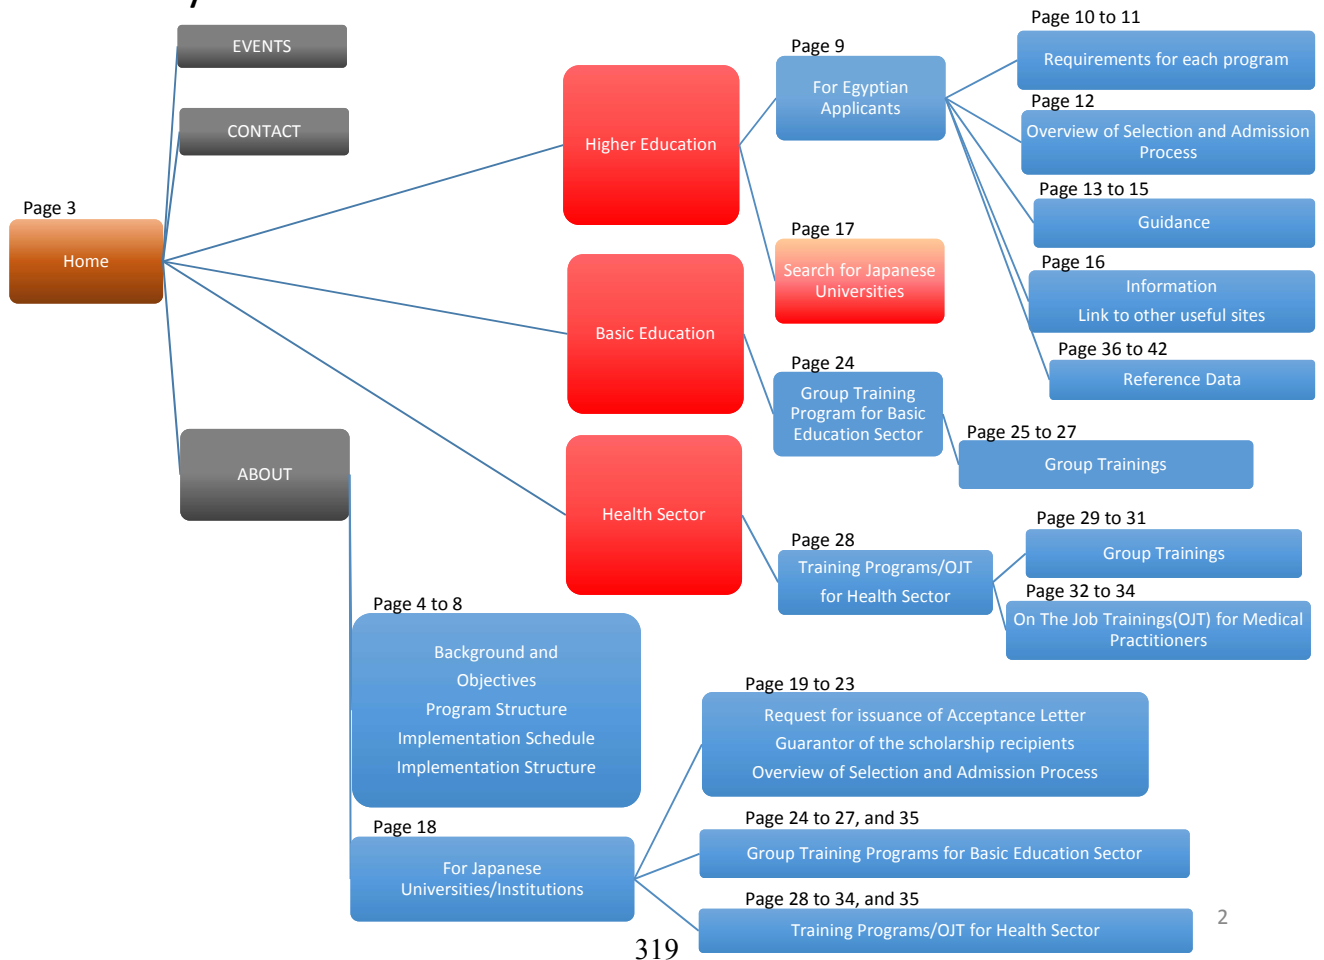 EVENTS
CONTACT
Page 3
Home
ABOUT
Higher Education
Basic Education
Health Sector
Page 9
For Egyptian
Applicants
Page 17
Search for Japanese
Universities
Page 10 to 11
Requirements for each program
Page 12
Overview of Selection and Admission
Process
Page 13 to 15
Guidance
Page 16
Information
Link to other useful sites
Page 36 to 42
Reference Data
Page 24
Group Training
Program for Basic
Education Sector
Page 25 to 27
Group Trainings
Page 28
Training Programs/OJT
for Health Sector
Page 29 to 31
Group Trainings
Page 32 to 34
On The Job Trainings(OJT) for Medical
Practitioners
Page 4 to 8
Background and
Objectives
Program Structure
Implementation Schedule
Implementation Structure
Page 18
For Japanese
Universities/Institutions
Page 19 to 23
Request for issuance of Acceptance Letter
Guarantor of the scholarship recipients
Overview of Selection and Admission Process
Page 24 to 27, and 35
Group Training Programs for Basic Education Sector
Page 28 to 34, and 35
Training Programs/OJT for Health Sector
2
319